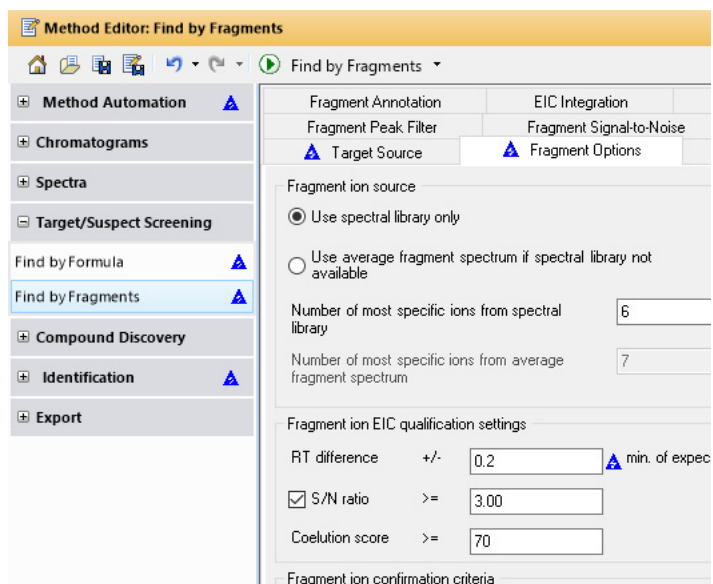 Method Editor: Find by Fragments
Find by Fragments
Method Automation
Chromatograms
Spectra
Target/Suspect Screening
Find by Formula
Find by Fragments
Compound Discovery
Identification
Export
Fragment Annotation
EIC Integration
Fragment Peak Filter
Fragment Signal-to-Noise
Target Source
Fragment Options
Fragment ion source
Use spectral library only
Use average fragment spectrum if spectral library not
available
Number of most specific ions from spectral
library
6
Number of most specific ions from average
fragment spectrum
7
Fragment ion EIC qualification settings
RT difference +/- 0.2 min. of expec
S/N ratio >= 3.00
Coelution score >= 70
Fragment ion confirmation criteria